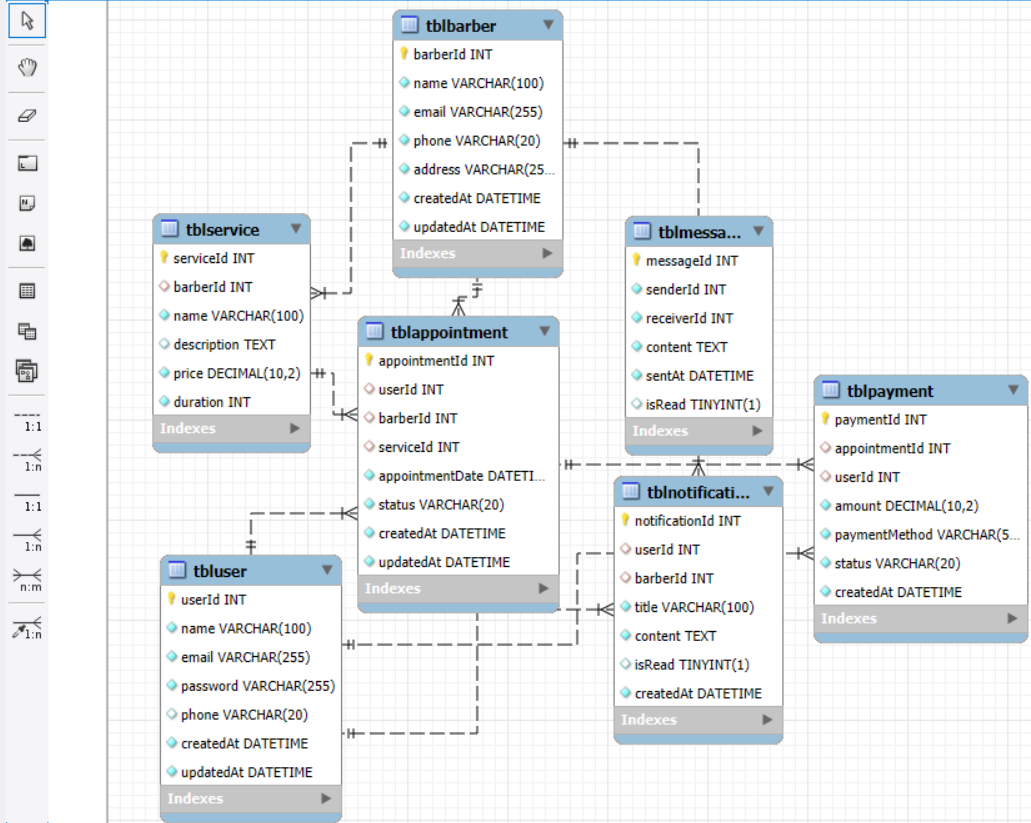 tblbarber
barberId INT
name VARCHAR(100)
email VARCHAR(255)
phone VARCHAR(20)
address VARCHAR(25...
createdAt DATETIME
updatedAt DATETIME
Indexes
tblservice
serviceId INT
barberId INT
name VARCHAR(100)
description TEXT
price DECIMAL(10,2)
duration INT
Indexes
tblmessa...
messageId INT
senderId INT
receiverId INT
content TEXT
sentAt DATETIME
isRead TINYINT(1)
Indexes
tblappointment
appointmentId INT
userId INT
barberId INT
serviceId INT
appointmentDate DATETI...
status VARCHAR(20)
createdAt DATETIME
updatedAt DATETIME
Indexes
tblpayment
paymentId INT
appointmentId INT
userId INT
amount DECIMAL(10,2)
paymentMethod VARCHAR(5...
status VARCHAR(20)
createdAt DATETIME
Indexes
tblnotificati...
notificationId INT
userId INT
barberId INT
title VARCHAR(100)
content TEXT
isRead TINYINT(1)
createdAt DATETIME
Indexes
tbluser
userId INT
name VARCHAR(100)
email VARCHAR(255)
password VARCHAR(255)
phone VARCHAR(20)
createdAt DATETIME
updatedAt DATETIME
Indexes
1:1
1:n
1:1
1:n
n:m
1:n